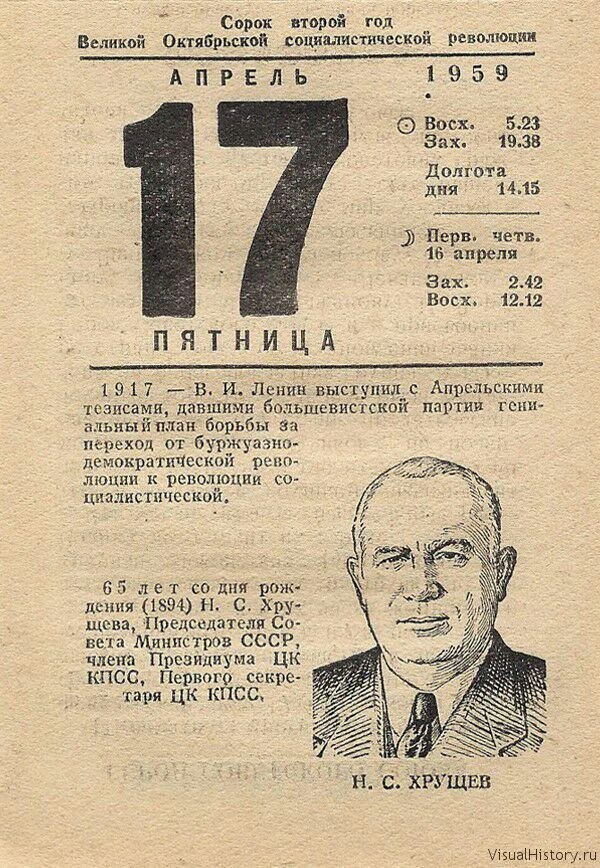 Сорок второй год
Великой Октябрьской социалистической революции
АПРЕЛЬ
1959
17
Восх. 5.23
Зах. 19.38
Долгота
дня 14.15
Перв. четв.
16 апреля
Зах. 2.42
Восх. 12.12
ПЯТНИЦА
1917 — В. И. Ленин выступил с Апрельскими
тезисами, давшими большевистской партии гени-
альный план борьбы за
переход от буржуазно-
демократической рево-
люции к революции со-
циалистической.
65 лет со дня рож-
дения (1894) Н. С. Хру-
щева, Председателя Со-
вета Министров СССР,
члена Президиума ЦК
КПСС, Первого секре-
таря ЦК КПСС.
Н. С. ХРУЩЕВ
VisualHistory.ru